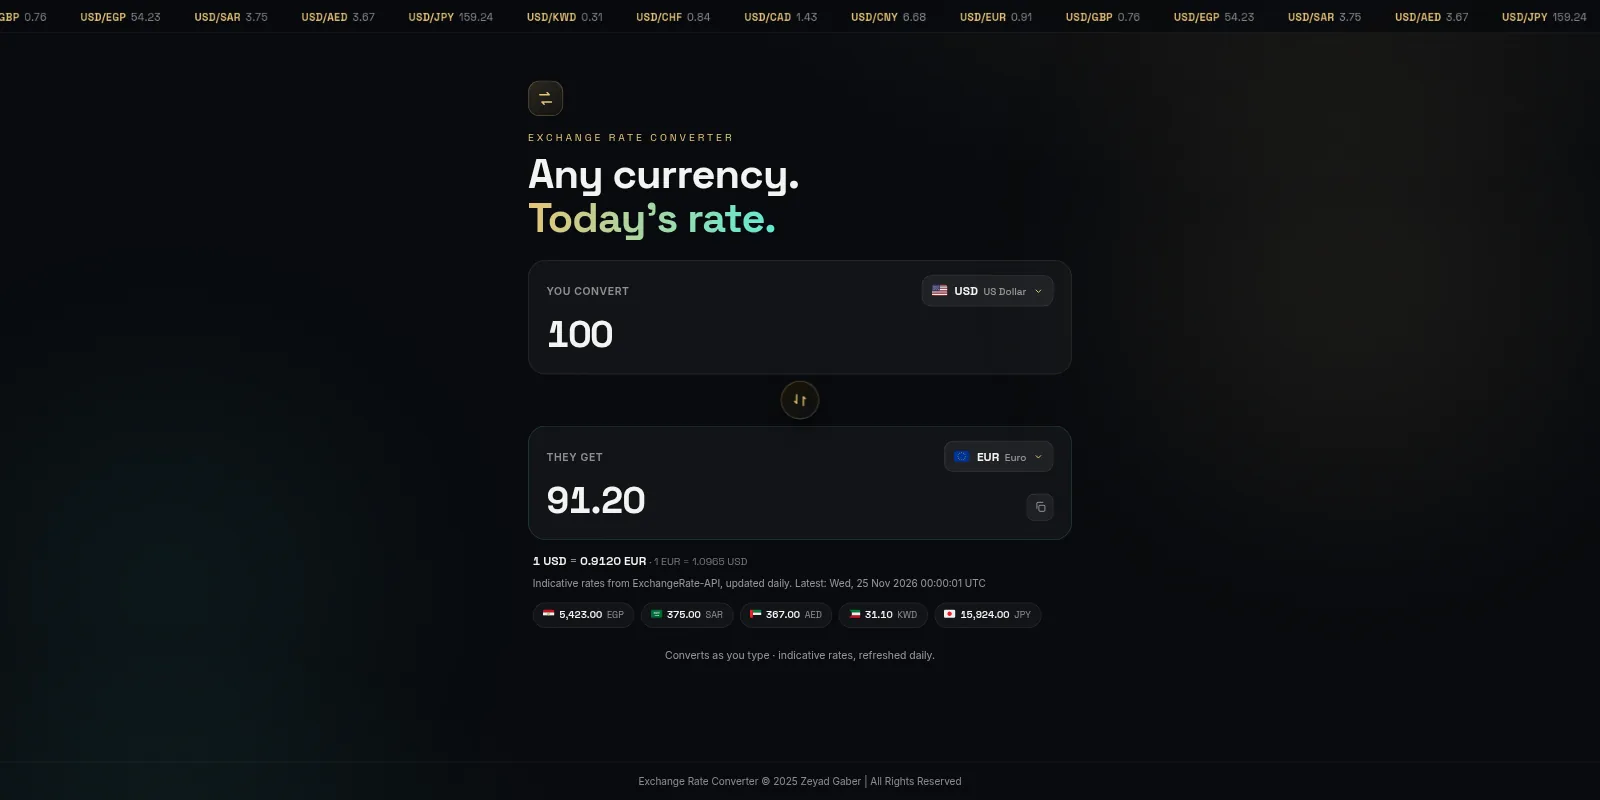 GBP 0.76 USD/EGP 54.23 USD/SAR 3.75 USD/AED 3.67 USD/JPY 159.24 USD/KWD 0.31 USD/CHF 0.84 USD/CAD 1.43 USD/CNY 6.68 USD/EUR 0.91 USD/GBP 0.76 USD/EGP 54.23 USD/SAR 3.75 USD/AED 3.67 USD/JPY 159.24
EXCHANGE RATE CONVERTER
Any currency.
Today’s rate.
YOU CONVERT
USD US Dollar
100
THEY GET
EUR Euro
91.20
1 USD = 0.9120 EUR · 1 EUR = 1.0965 USD
Indicative rates from ExchangeRate-API, updated daily. Latest: Wed, 25 Nov 2026 00:00:01 UTC
5,423.00 EGP 375.00 SAR 367.00 AED 31.10 KWD 15,924.00 JPY
Converts as you type · indicative rates, refreshed daily.
Exchange Rate Converter © 2025 Zeyad Gaber | All Rights Reserved